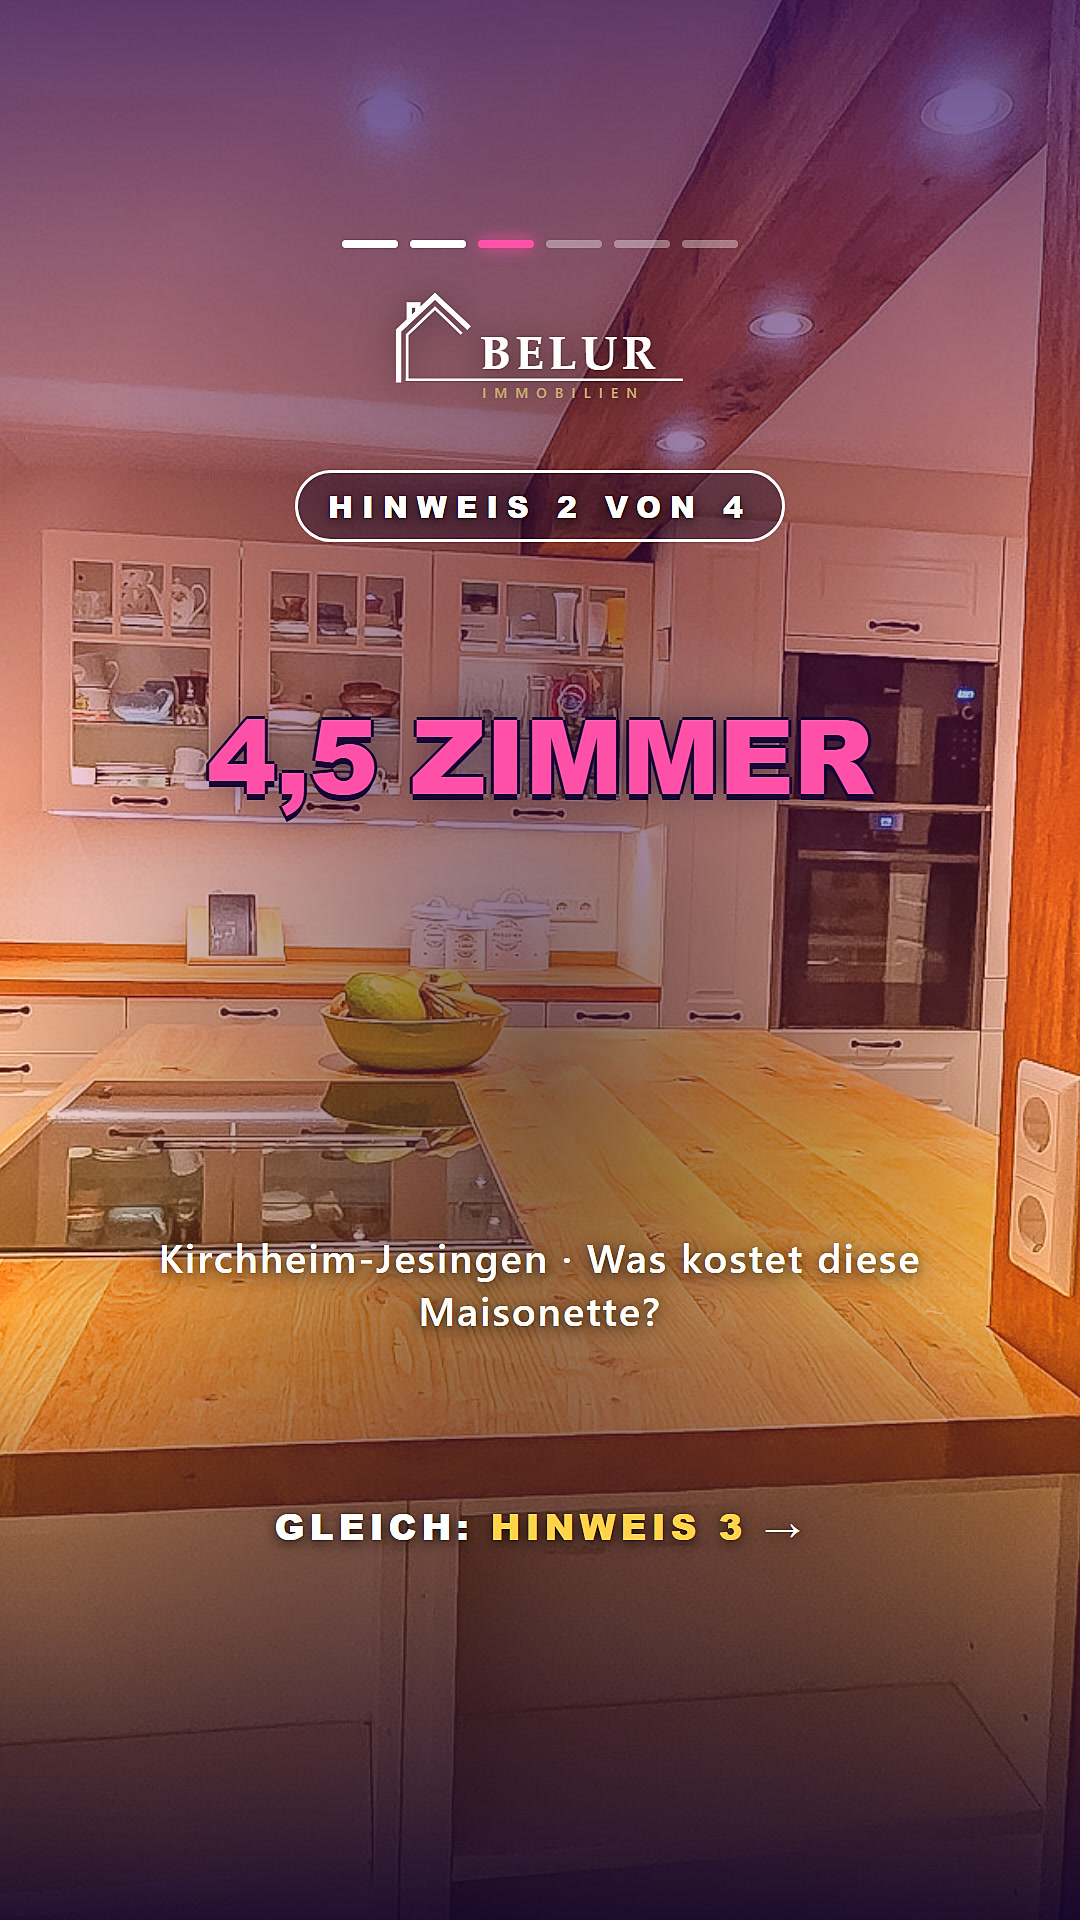 BELUR
IMMOBILIEN
HINWEIS 2 VON 4
4,5 ZIMMER
Kirchheim-Jesingen · Was kostet diese
Maisonette?
GLEICH: HINWEIS 3 →